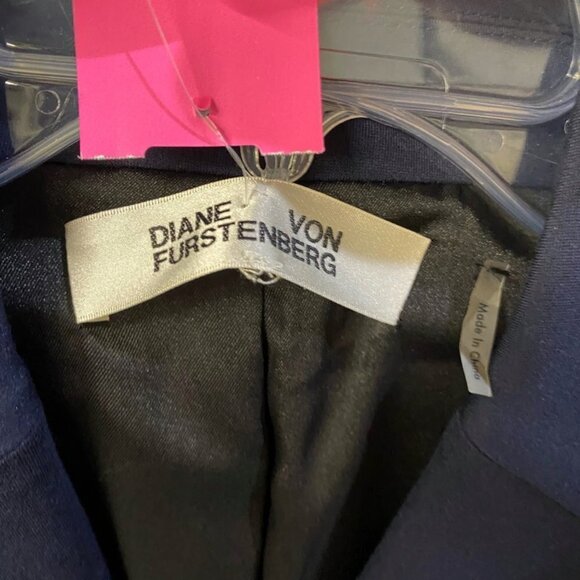 DIANE VON
FURSTENBERG
Made In China